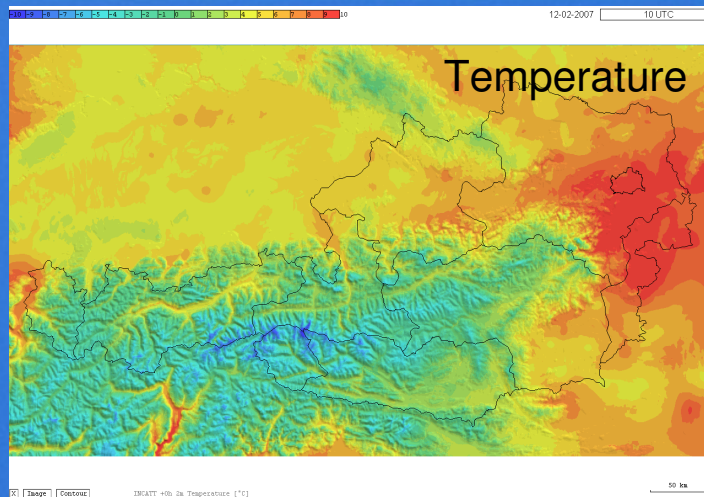 -10 -9 -8 -7 -6 -5 -4 -3 -2 -1 0 1 2 3 4 5 6 7 8 9 10
12-02-2007 10 UTC
Temperature
50 km
X Image Contour INCATT +0h 2m Temperature [°C]